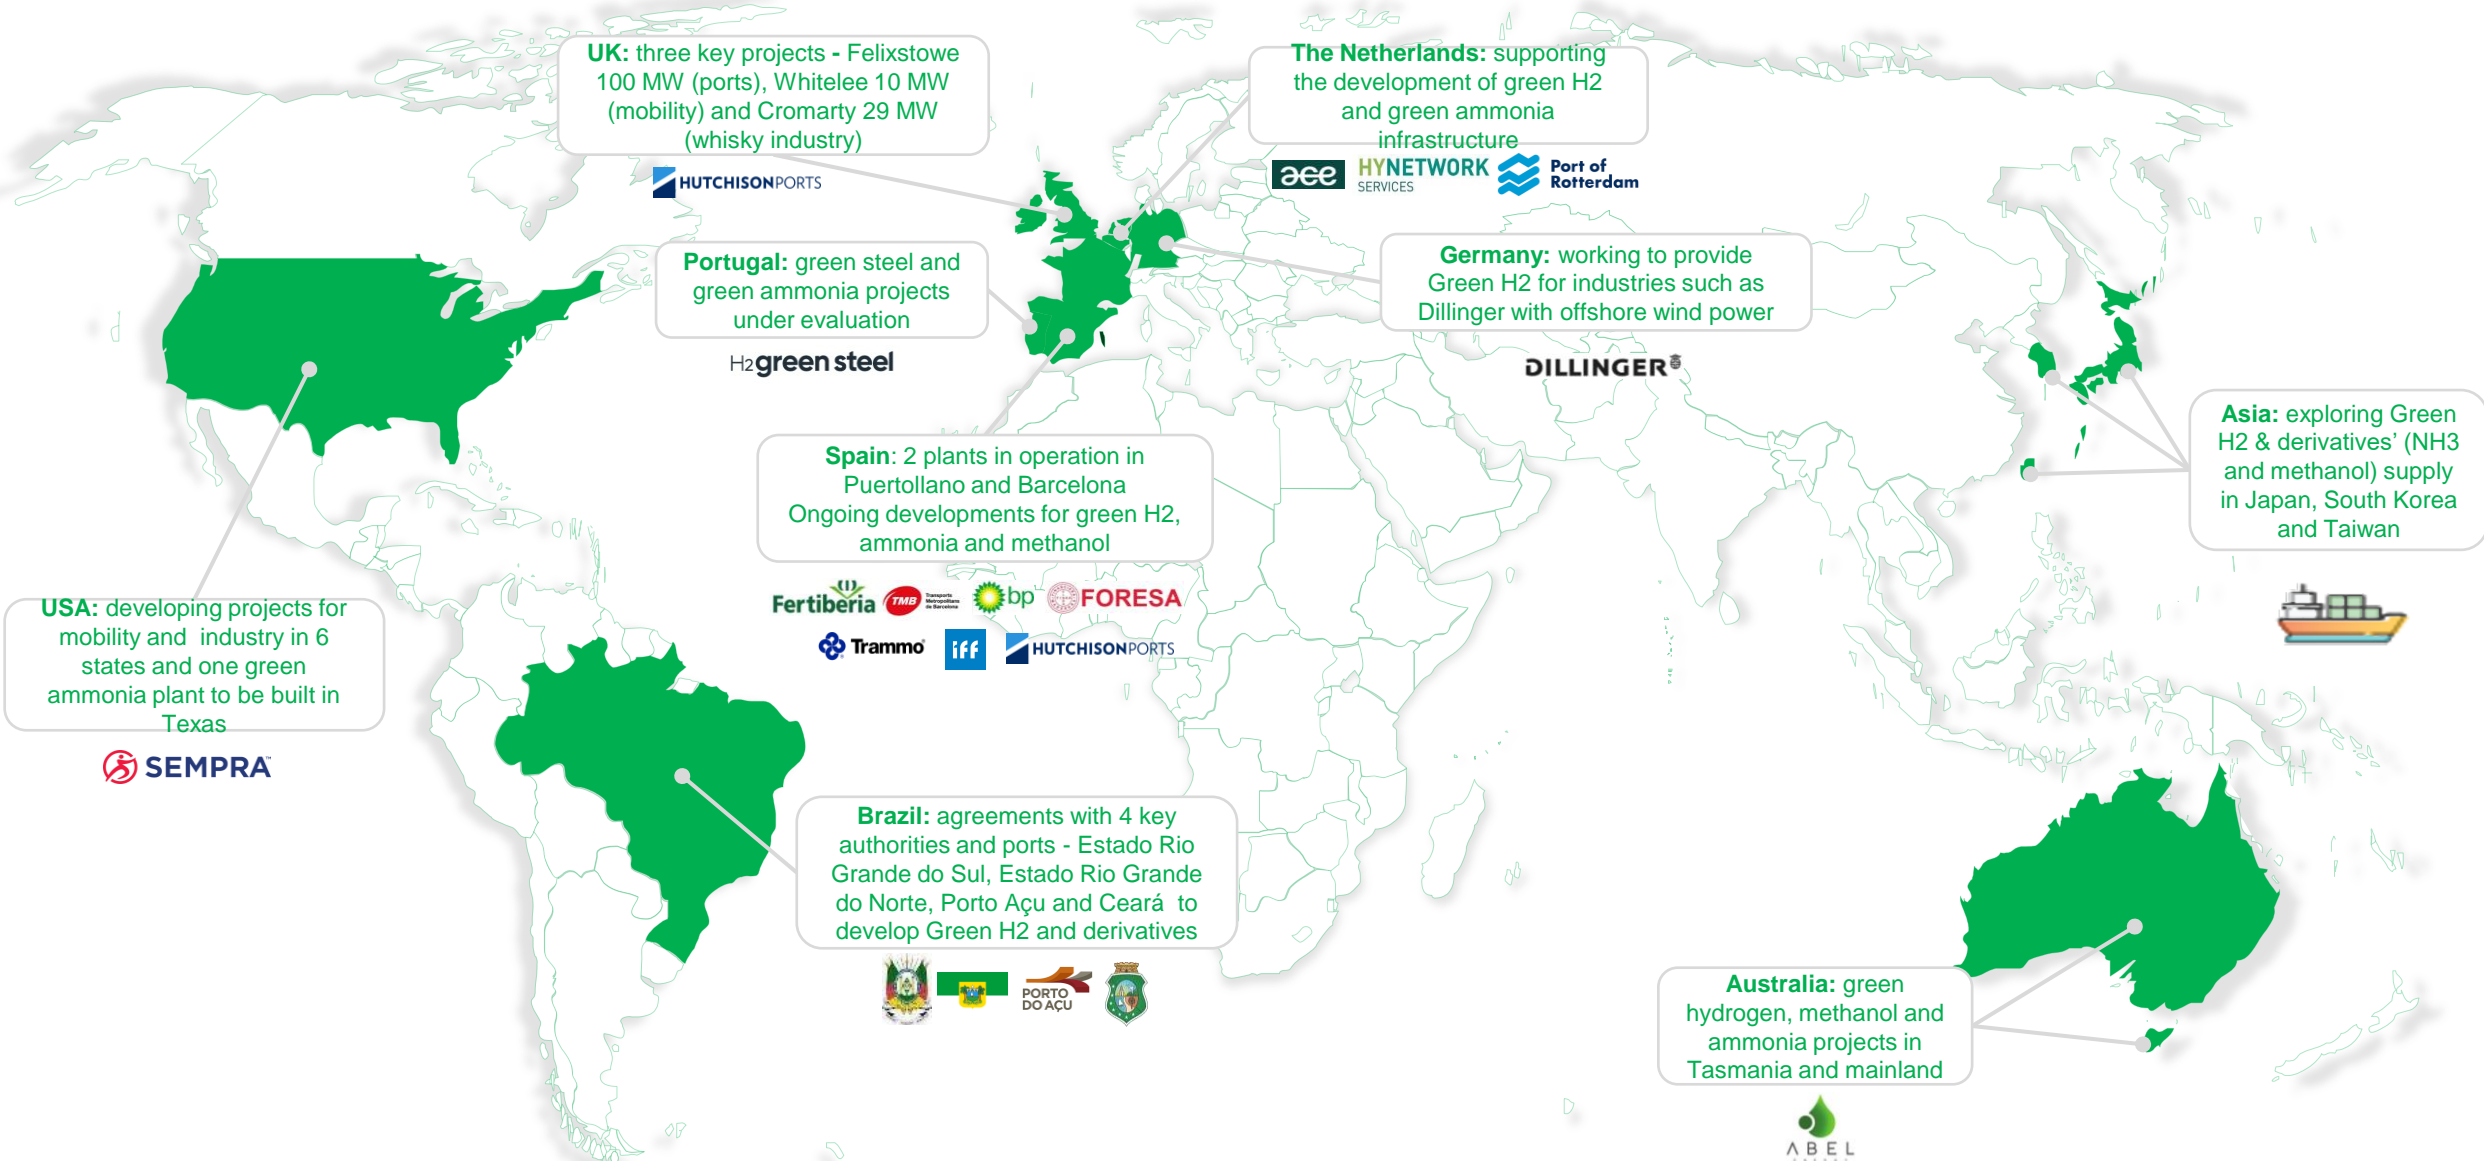 UK: three key projects - Felixstowe
100 MW (ports), Whitelee 10 MW
(mobility) and Cromarty 29 MW
(whisky industry)
HUTCHISONPORTS
The Netherlands: supporting
the development of green H2
and green ammonia
infrastructure
ace
HYNETWORK
SERVICES
Port of
Rotterdam
Portugal: green steel and
green ammonia projects
under evaluation
H2green steel
Germany: working to provide
Green H2 for industries such as
Dillinger with offshore wind power
DILLINGER
Asia: exploring Green
H2 & derivatives’ (NH3
and methanol) supply
in Japan, South Korea
and Taiwan
Spain: 2 plants in operation in
Puertollano and Barcelona
Ongoing developments for green H2,
ammonia and methanol
Fertiberia
TMB
Transports
Metropolitans
de Barcelona
bp
FORESA
Trammo
iff
HUTCHISONPORTS
USA: developing projects for
mobility and industry in 6
states and one green
ammonia plant to be built in
Texas
SEMPRA
Brazil: agreements with 4 key
authorities and ports - Estado Rio
Grande do Sul, Estado Rio Grande
do Norte, Porto Açu and Ceará to
develop Green H2 and derivatives
PORTO
DO AÇU
Australia: green
hydrogen, methanol and
ammonia projects in
Tasmania and mainland
ABEL